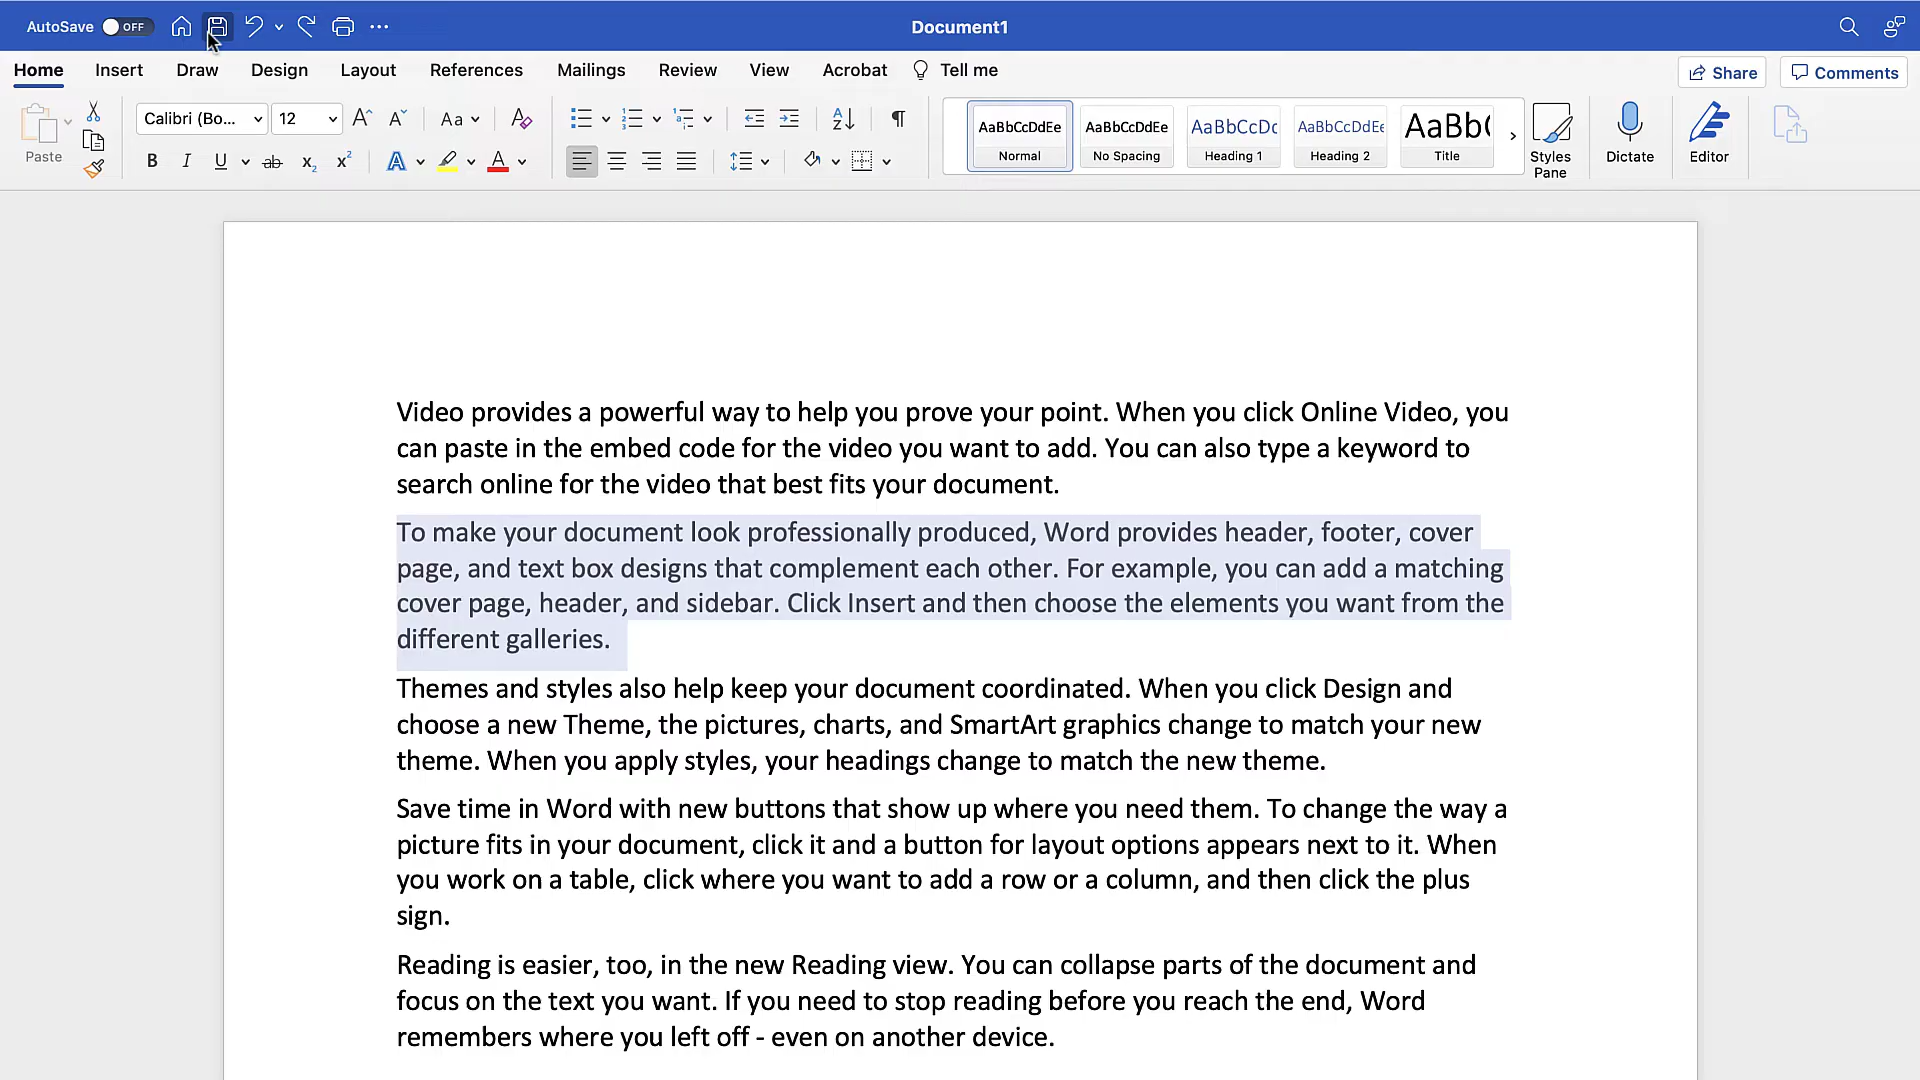 AutoSave OFF Document1
Home Insert Draw Design Layout References Mailings Review View Acrobat Tell me Share Comments
Paste Calibri (Bo... 12 Aa
AaBbCcDdEe AaBbCcDdEe AaBbCcDc AaBbCcDdEe AaBb(
Normal No Spacing Heading 1 Heading 2 Title
Styles Pane Dictate Editor
Video provides a powerful way to help you prove your point. When you click Online Video, you
can paste in the embed code for the video you want to add. You can also type a keyword to
search online for the video that best fits your document.
To make your document look professionally produced, Word provides header, footer, cover
page, and text box designs that complement each other. For example, you can add a matching
cover page, header, and sidebar. Click Insert and then choose the elements you want from the
different galleries.
Themes and styles also help keep your document coordinated. When you click Design and
choose a new Theme, the pictures, charts, and SmartArt graphics change to match your new
theme. When you apply styles, your headings change to match the new theme.
Save time in Word with new buttons that show up where you need them. To change the way a
picture fits in your document, click it and a button for layout options appears next to it. When
you work on a table, click where you want to add a row or a column, and then click the plus
sign.
Reading is easier, too, in the new Reading view. You can collapse parts of the document and
focus on the text you want. If you need to stop reading before you reach the end, Word
remembers where you left off - even on another device.